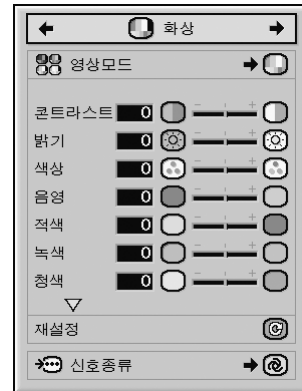 화상
영상모드
콘트라스트 0
밝기 0
색상 0
음영 0
적색 0
녹색 0
청색 0
재설정
신호종류